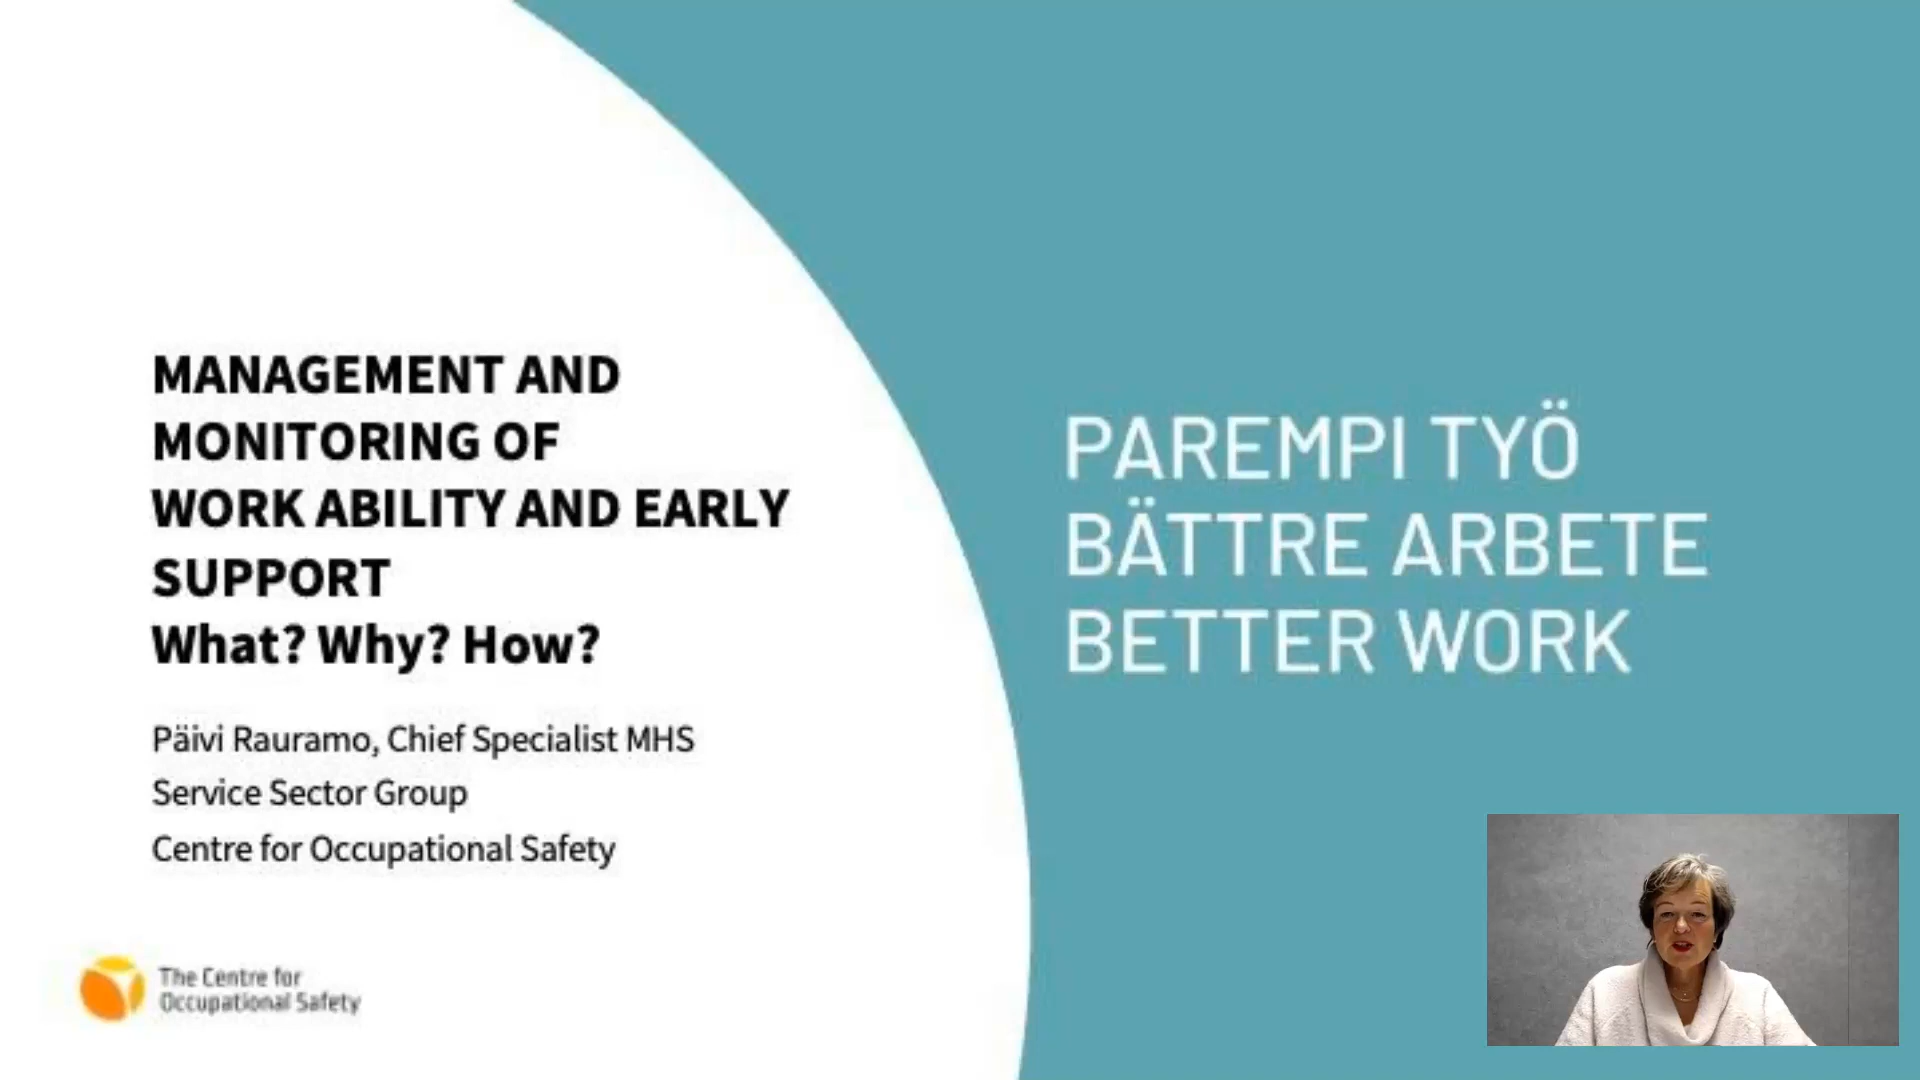 MANAGEMENT AND
MONITORING OF
WORK ABILITY AND EARLY
SUPPORT
What? Why? How?
Päivi Rauramo, Chief Specialist MHS
Service Sector Group
Centre for Occupational Safety
The Centre for
Occupational Safety
PAREMPI TYÖ
BÄTTRE ARBETE
BETTER WORK